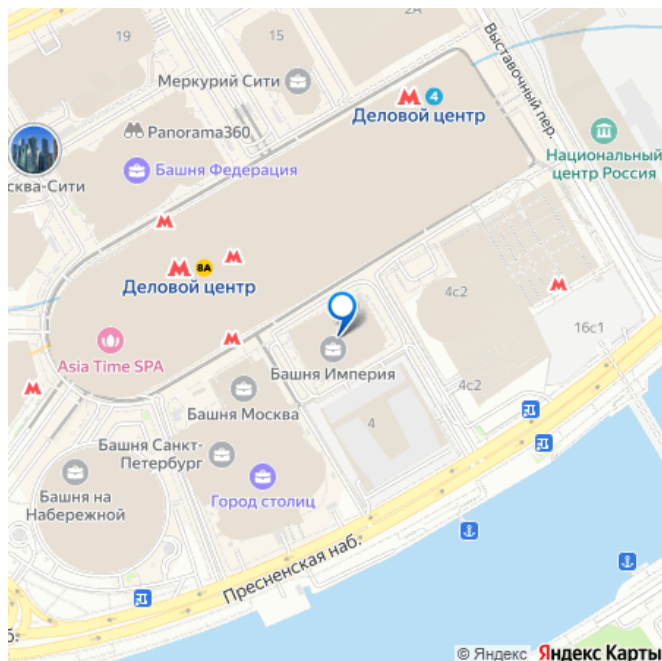 2А
19
15
Меркурий Сити
4
Деловой центр
Выставочный пер.
Panorama360
Национальный
центр Россия
сква-Сити
Башня Федерация
8А
Деловой центр
4с2
16с1
Asia Time SPA
Башня Империя
4с2
Башня Москва
4
Башня Санкт-
Петербург
Башня на
Набережной
Город столиц
Пресненская наб.
б.
© Яндекс Яндекс Карты